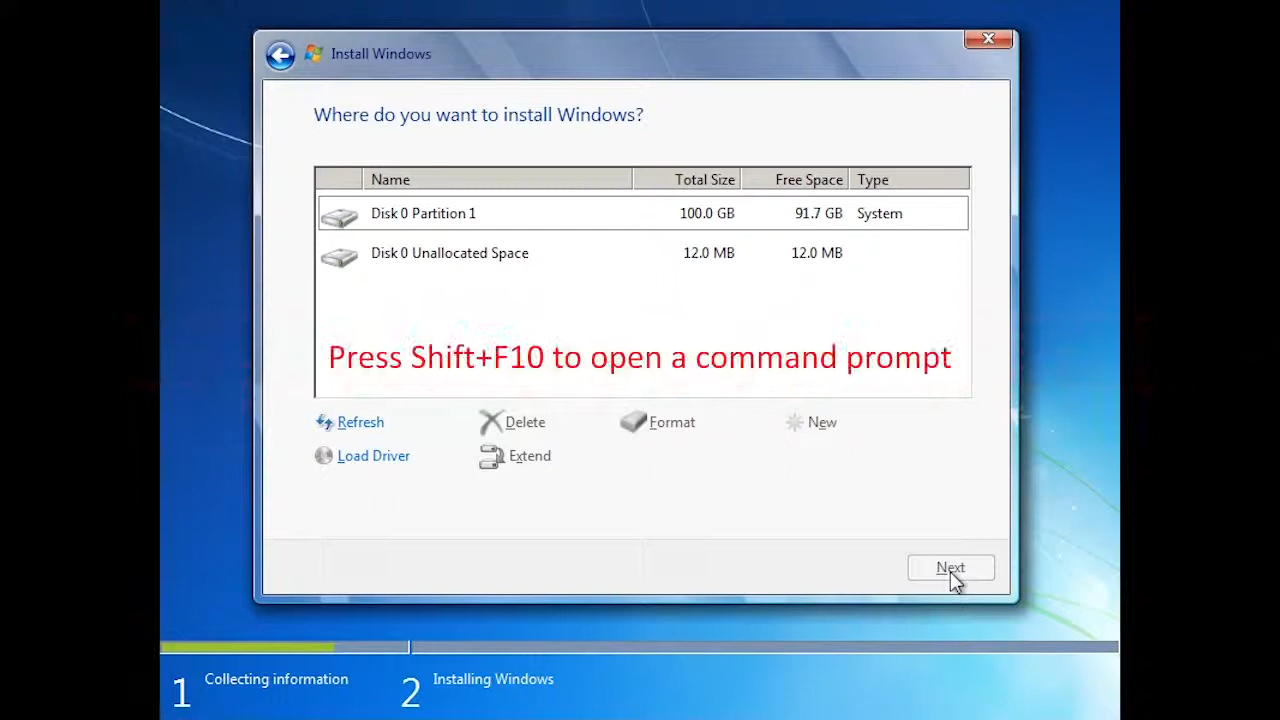 Install Windows
Where do you want to install Windows?
Name Total Size Free Space Type
Disk 0 Partition 1 100.0 GB 91.7 GB System
Disk 0 Unallocated Space 12.0 MB 12.0 MB
Press Shift+F10 to open a command prompt
Refresh Delete Format New
Load Driver Extend
Next
1 Collecting information 2 Installing Windows